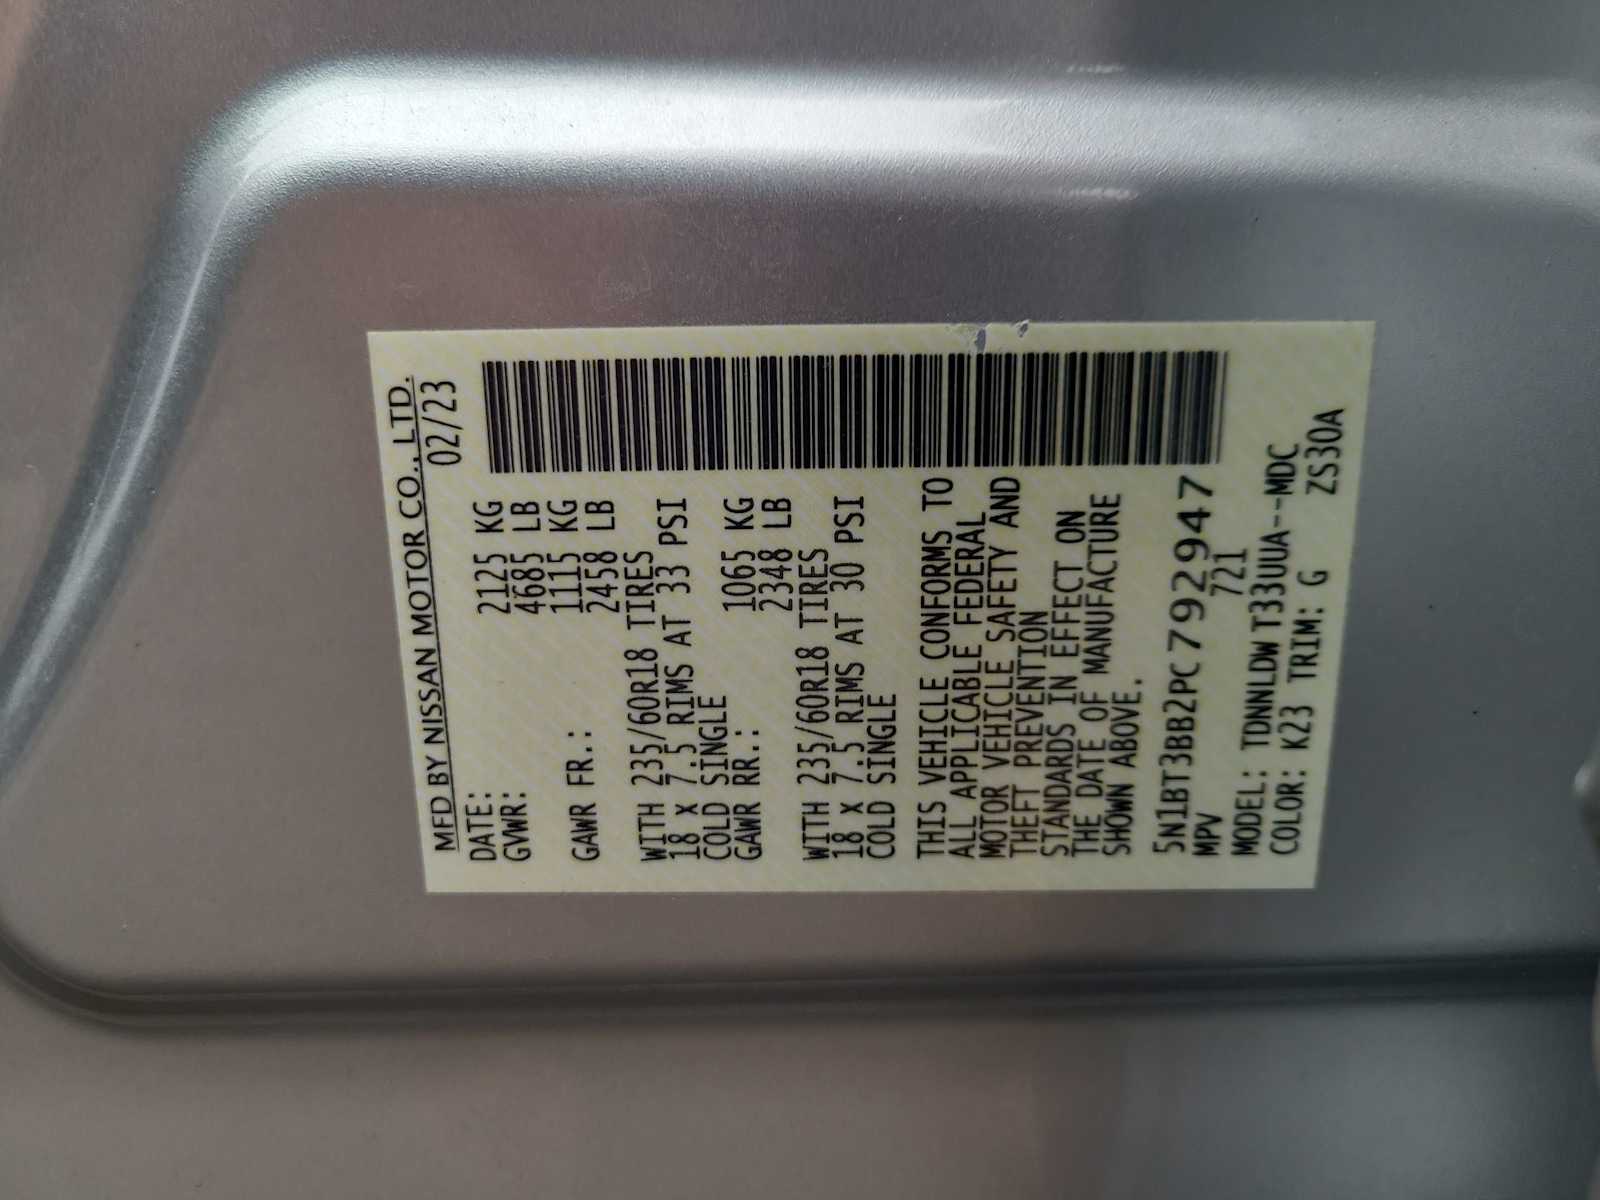 MFD BY NISSAN MOTOR CO., LTD.
DATE: 02/23
GVWR: 2125 KG
4685 LB
GAWR FR.: 1115 KG
2458 LB
WITH 235/60R18 TIRES
18 x 7.5 RIMS AT 33 PSI
COLD SINGLE
GAWR RR.: 1065 KG
2348 LB
WITH 235/60R18 TIRES
18 x 7.5 RIMS AT 30 PSI
COLD SINGLE
THIS VEHICLE CONFORMS TO
ALL APPLICABLE FEDERAL
MOTOR VEHICLE SAFETY AND
THEFT PREVENTION
STANDARDS IN EFFECT ON
THE DATE OF MANUFACTURE
SHOWN ABOVE.
5N1BT3BB2PC792947
MPV 721
MODEL: TDNNLDW T33UUA--MDC
COLOR: K23 TRIM: G ZS30A